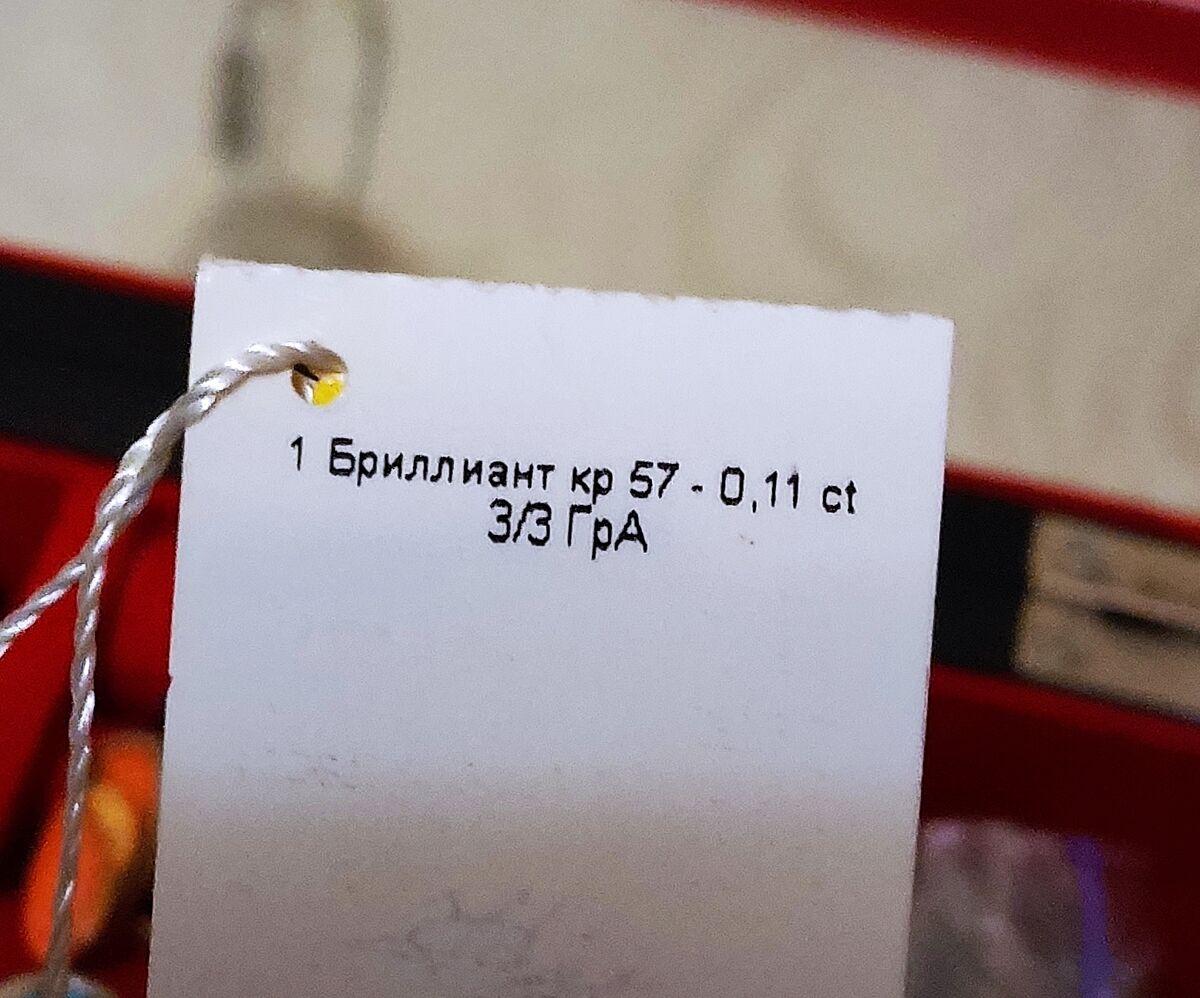 1 Бриллиант кр 57 - 0,11 ct
3/3 ГрА